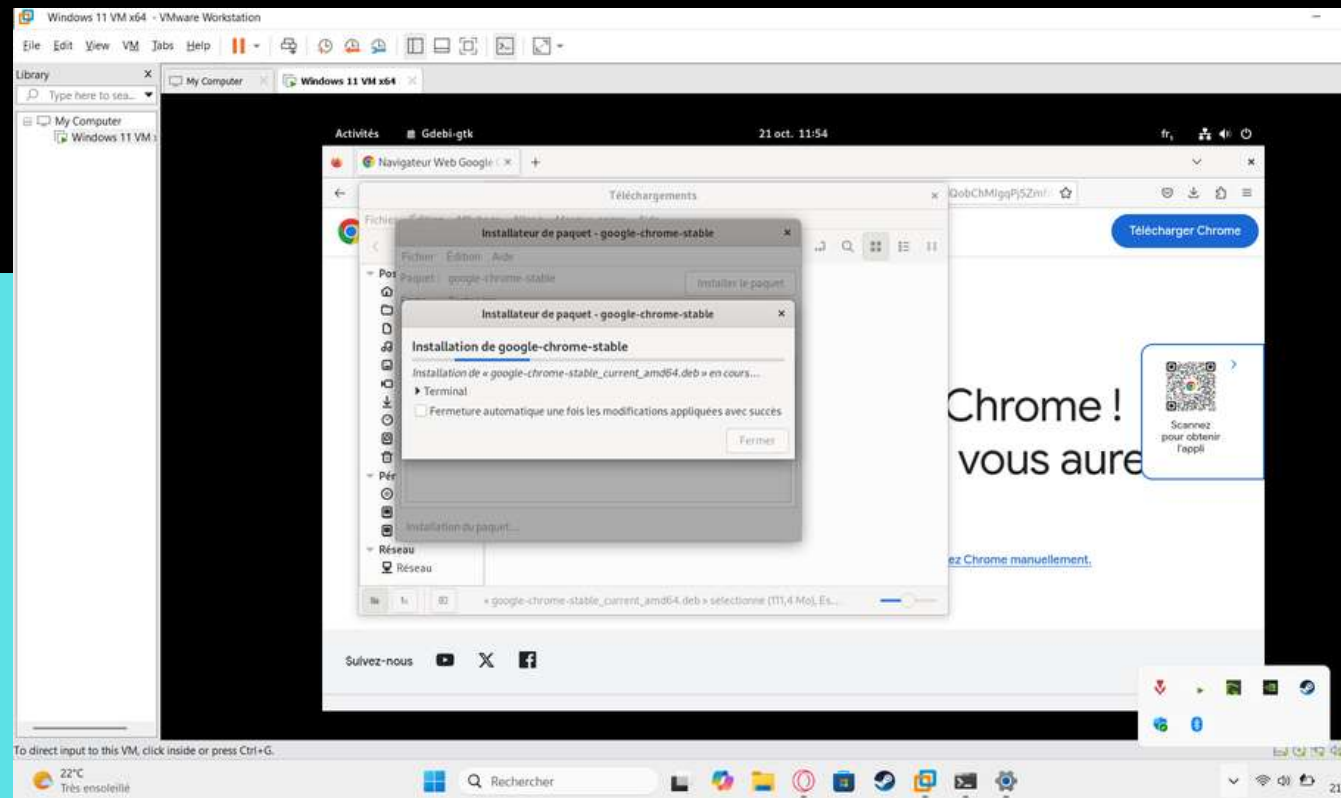 Windows 11 VM x64 - VMware Workstation
File Edit View VM Tabs Help
Library X
My Computer
Windows 11 VM x64
Type here to sea...
My Computer
Windows 11 VM
Activités Gdebi-gtk 21 oct. 11:54 fr,
Navigateur Web Google
Téléchargements
Télécharger Chrome
Installateur de paquet - google-chrome-stable
Fichier Édition Aide
Paquet : google-chrome-stable Installer le paquet
Installateur de paquet - google-chrome-stable
Installation de google-chrome-stable
Installation de « google-chrome-stable_current_amd64.deb » en cours...
Terminal
Fermeture automatique une fois les modifications appliquées avec succès
Fermer
Chrome !
vous aure
Scannez
pour obtenir
l'appli
Pos
Pér
Installation du paquet...
Réseau
Réseau
ez Chrome manuellement.
« google-chrome-stable_current_amd64.deb » sélectionné (111,4 Mo), Es...
Suivez-nous
To direct input to this VM, click inside or press Ctrl+G.
22°C
Très ensoleillé
Rechercher
21